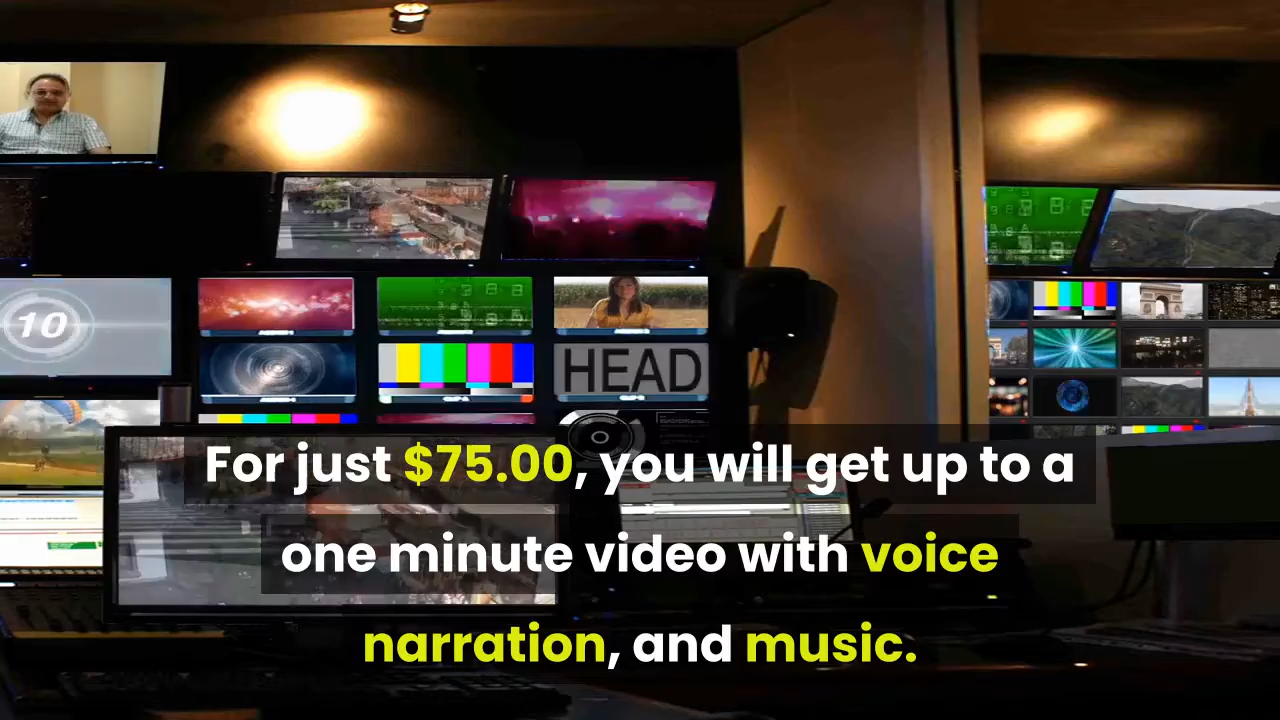 10
HEAD
For just $75.00, you will get up to a
one minute video with voice
narration, and music.